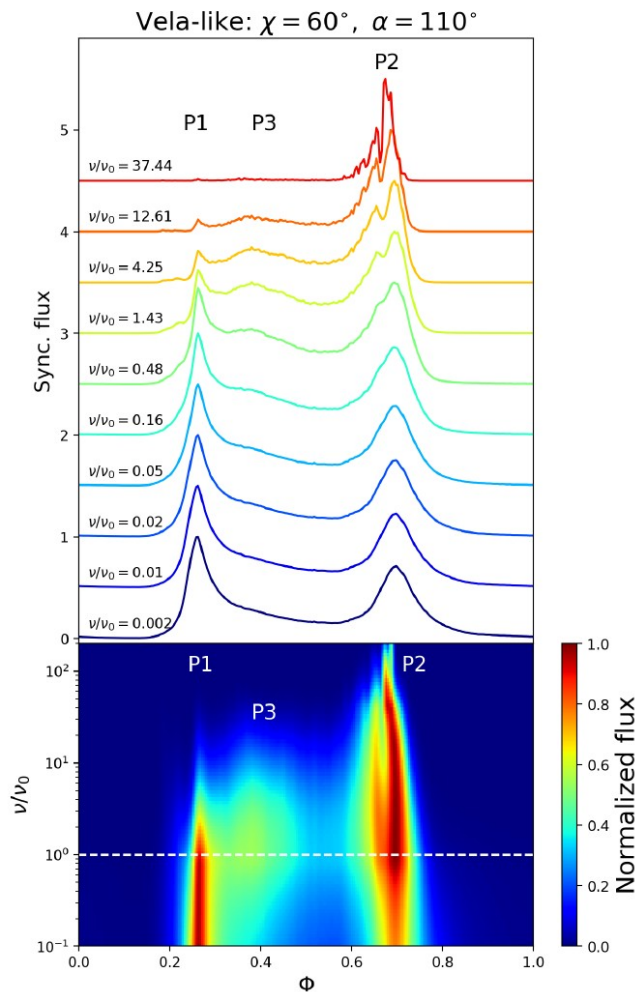 Vela-like: χ = 60°, α = 110°
P2
P1
P3
5
ν/ν₀ = 37.44
ν/ν₀ = 12.61
4
ν/ν₀ = 4.25
ν/ν₀ = 1.43
3
Sync. flux
ν/ν₀ = 0.48
ν/ν₀ = 0.16
2
ν/ν₀ = 0.05
ν/ν₀ = 0.02
1
ν/ν₀ = 0.01
ν/ν₀ = 0.002
0
P1
P2
P3
10²
10¹
10⁰
10⁻¹
ν/ν₀
0.0
0.2
0.4
0.6
0.8
1.0
Φ
1.0
0.8
0.6
0.4
0.2
0.0
Normalized flux